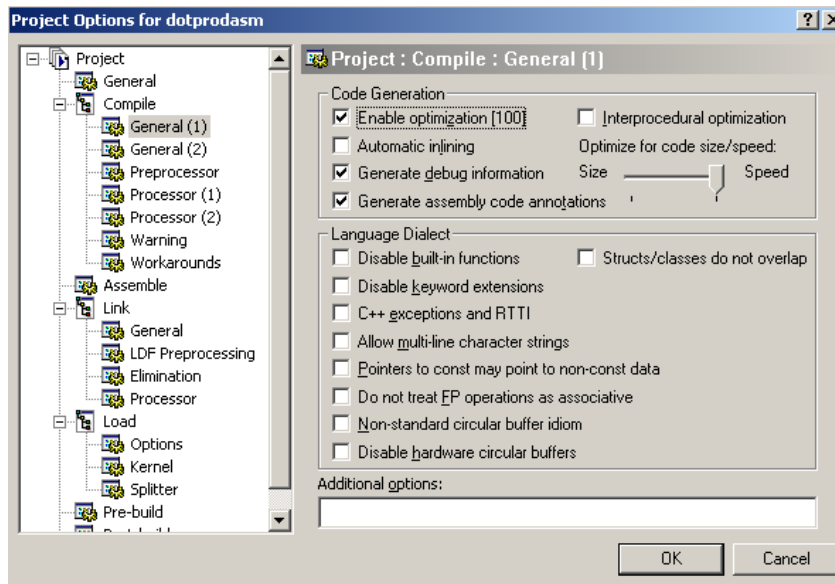 Project Options for dotprodasm
Project
General
Compile
General (1)
General (2)
Preprocessor
Processor (1)
Processor (2)
Warning
Workarounds
Assemble
Link
General
LDF Preprocessing
Elimination
Processor
Load
Options
Kernel
Splitter
Pre-build
Project : Compile : General (1)
Code Generation
Enable optimization [100]
Interprocedural optimization
Automatic inlining
Optimize for code size/speed:
Generate debug information
Size Speed
Generate assembly code annotations
Language Dialect
Disable built-in functions
Structs/classes do not overlap
Disable keyword extensions
C++ exceptions and RTTI
Allow multi-line character strings
Pointers to const may point to non-const data
Do not treat FP operations as associative
Non-standard circular buffer idiom
Disable hardware circular buffers
Additional options:
OK Cancel